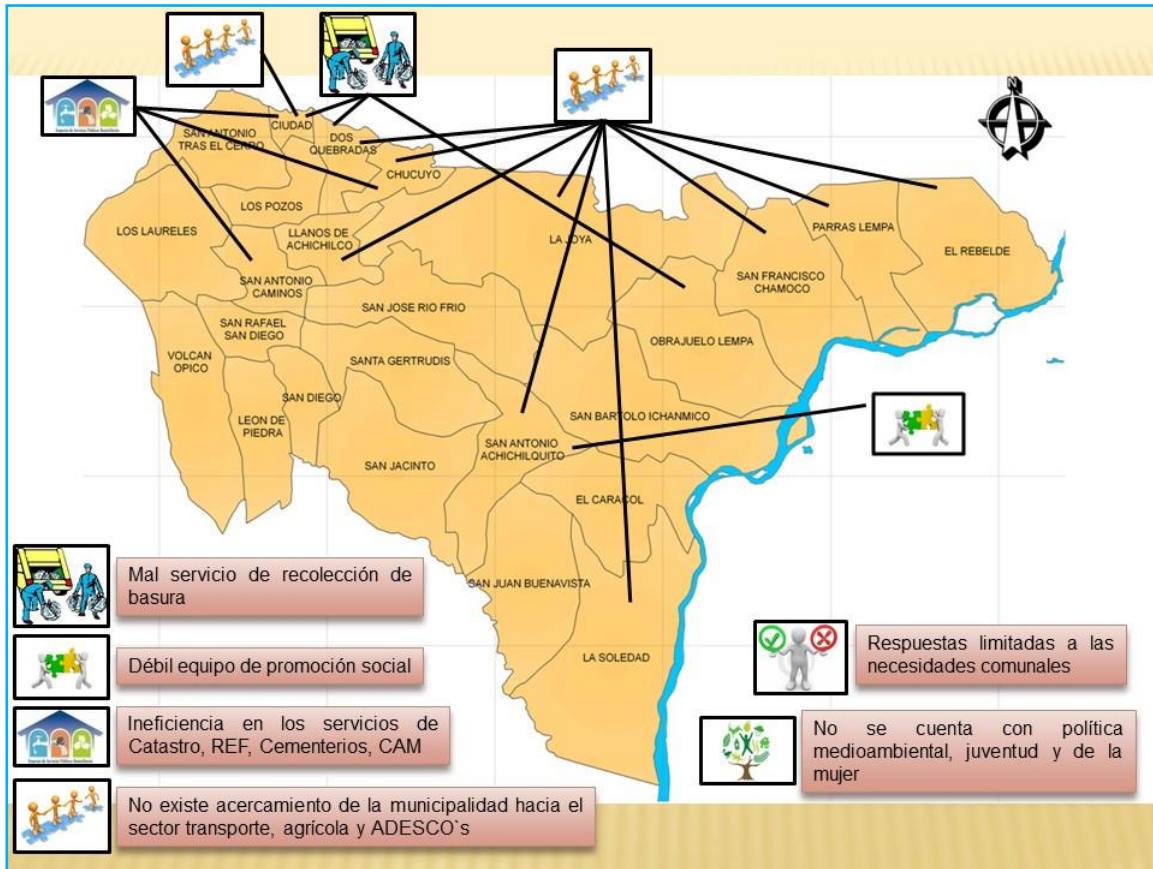 N
CIUDAD
SAN ANTONIO
TRAS EL CERRO
DOS
QUEBRADAS
CHUCUYO
LOS POZOS
LOS LAURELES
LLANOS DE
ACHICHILCO
LA JOYA
PARRAS LEMPA
EL REBELDE
SAN ANTONIO
CAMINOS
SAN FRANCISCO
CHAMOCO
SAN JOSE RIO FRIO
SAN RAFAEL
SAN DIEGO
OBRAJUELO LEMPA
VOLCAN
OPICO
SANTA GERTRUDIS
SAN DIEGO
LEON DE
PIEDRA
SAN BARTOLO ICHANMICO
SAN ANTONIO
ACHICHILQUITO
SAN JACINTO
EL CARACOL
SAN JUAN BUENAVISTA
LA SOLEDAD
Mal servicio de recolección de
basura
Débil equipo de promoción social
Ineficiencia en los servicios de
Catastro, REF, Cementerios, CAM
No existe acercamiento de la municipalidad hacia el
sector transporte, agrícola y ADESCO`s
Respuestas limitadas a las
necesidades comunales
No se cuenta con política
medioambiental, juventud y de la
mujer